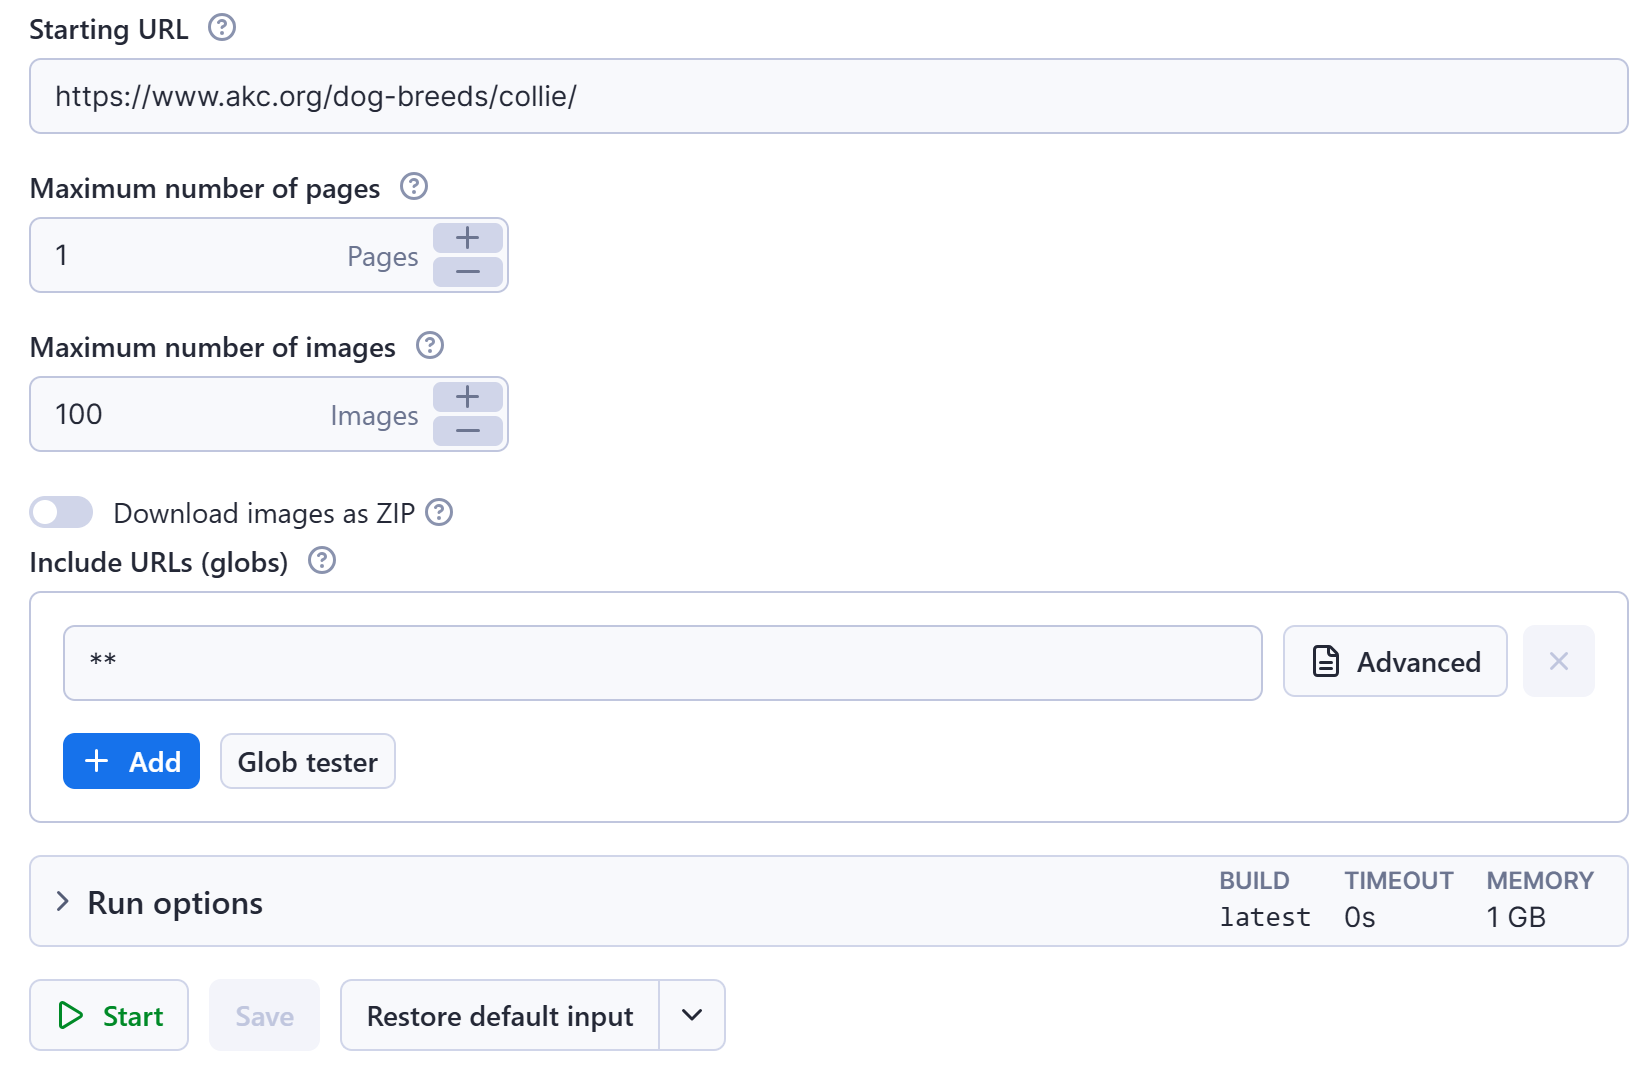 Starting URL
https://www.akc.org/dog-breeds/collie/
Maximum number of pages
1 Pages
Maximum number of images
100 Images
Download images as ZIP
Include URLs (globs)
**
Advanced
Add
Glob tester
Run options
BUILD TIMEOUT MEMORY
latest 0s 1 GB
Start Save Restore default input